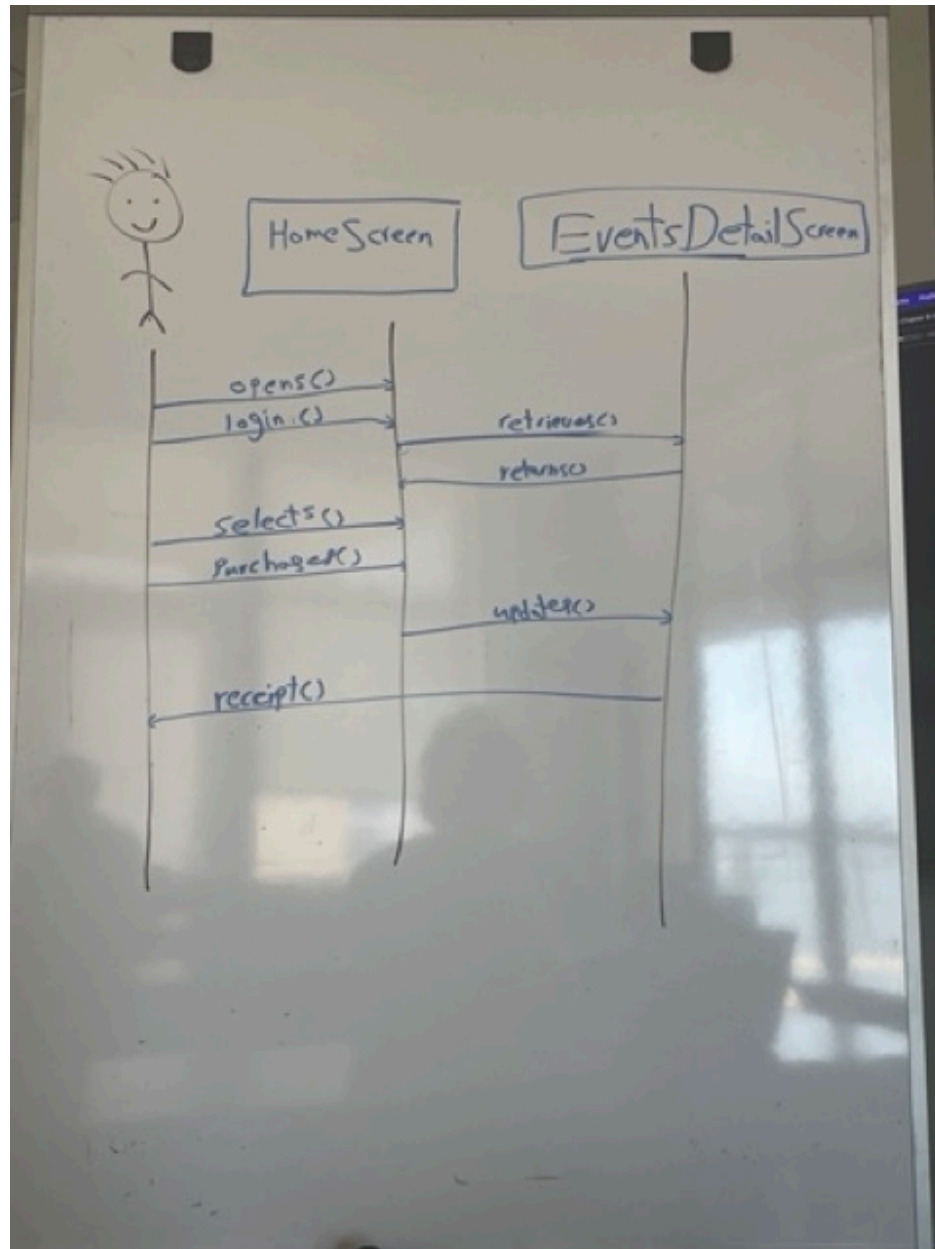 HomeScreen
EventsDetailScreen
opens()
login.()
retrieves()
returns()
selects()
purchases()
updates()
receipt()